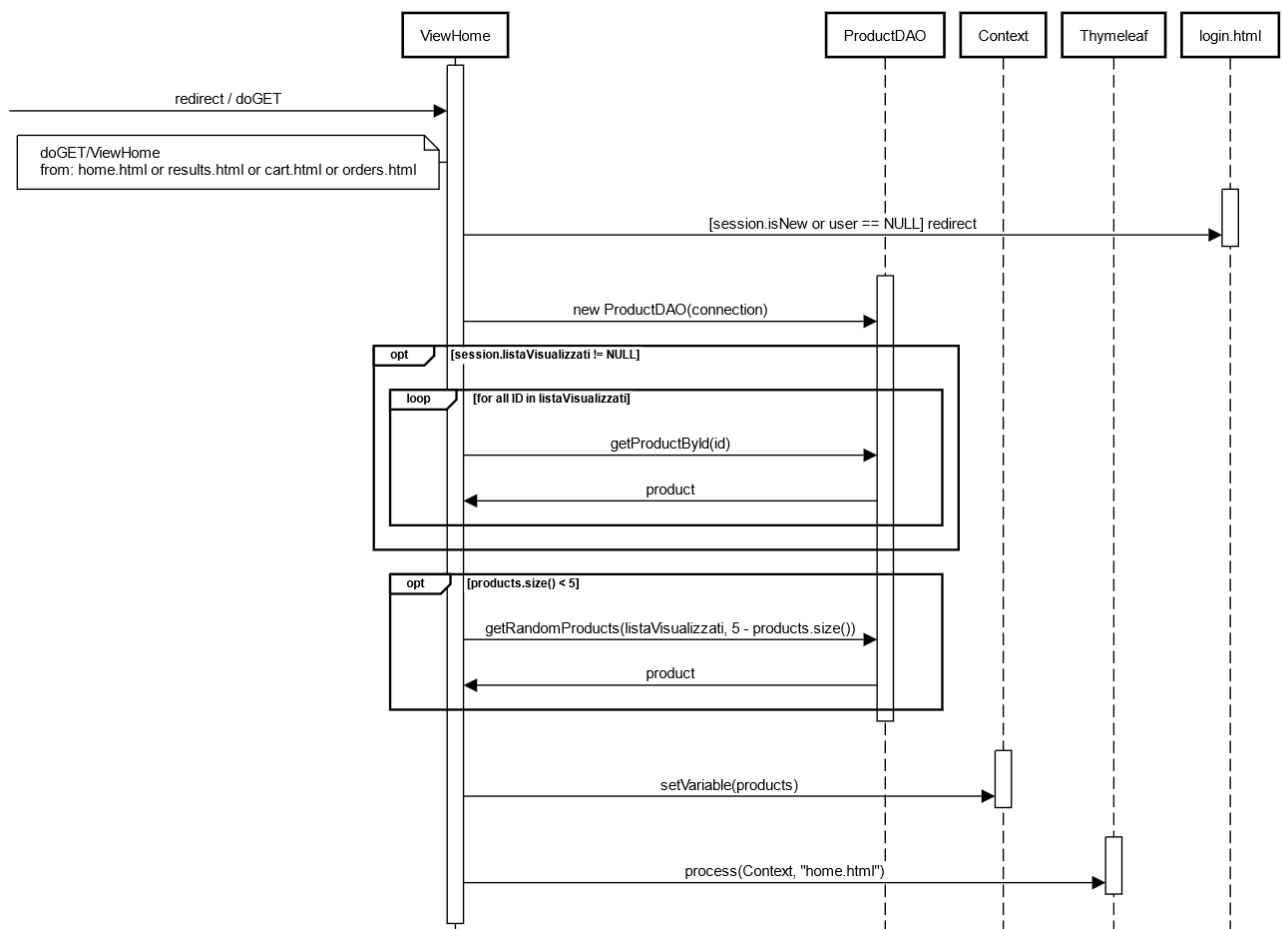 ViewHome
ProductDAO
Context
Thymeleaf
login.html
redirect / doGET
doGET/ViewHome
from: home.html or results.html or cart.html or orders.html
[session.isNew or user == NULL] redirect
new ProductDAO(connection)
opt [session.listaVisualizzati != NULL]
loop [for all ID in listaVisualizzati]
getProductById(id)
product
opt [products.size() < 5]
getRandomProducts(listaVisualizzati, 5 - products.size())
product
setVariable(products)
process(Context, "home.html")